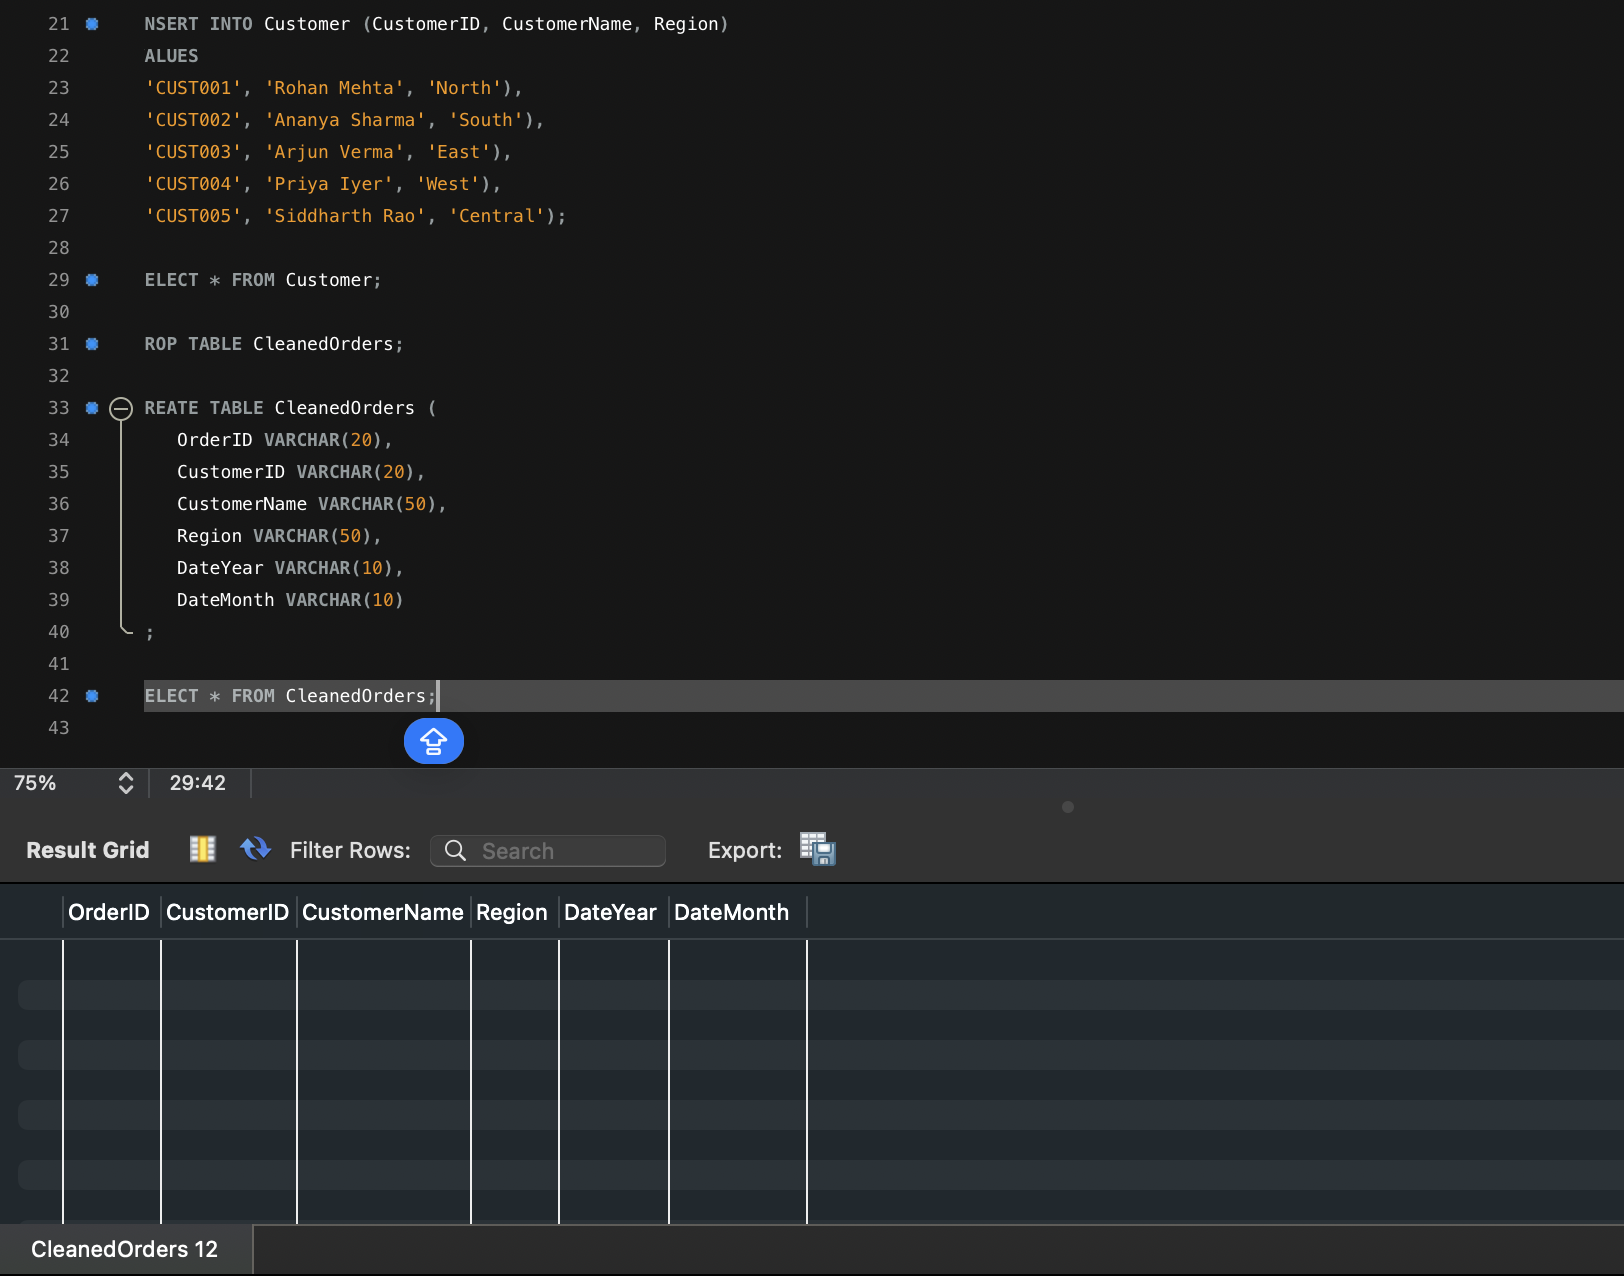 21 NSERT INTO Customer (CustomerID, CustomerName, Region)
22 ALUES
23 'CUST001', 'Rohan Mehta', 'North'),
24 'CUST002', 'Ananya Sharma', 'South'),
25 'CUST003', 'Arjun Verma', 'East'),
26 'CUST004', 'Priya Iyer', 'West'),
27 'CUST005', 'Siddharth Rao', 'Central');
28
29 ELECT * FROM Customer;
30
31 ROP TABLE CleanedOrders;
32
33 REATE TABLE CleanedOrders (
34 OrderID VARCHAR(20),
35 CustomerID VARCHAR(20),
36 CustomerName VARCHAR(50),
37 Region VARCHAR(50),
38 DateYear VARCHAR(10),
39 DateMonth VARCHAR(10)
40 ;
41
42 ELECT * FROM CleanedOrders;
43
75% 29:42
Result Grid Filter Rows: Search Export:
OrderID CustomerID CustomerName Region DateYear DateMonth
CleanedOrders 12